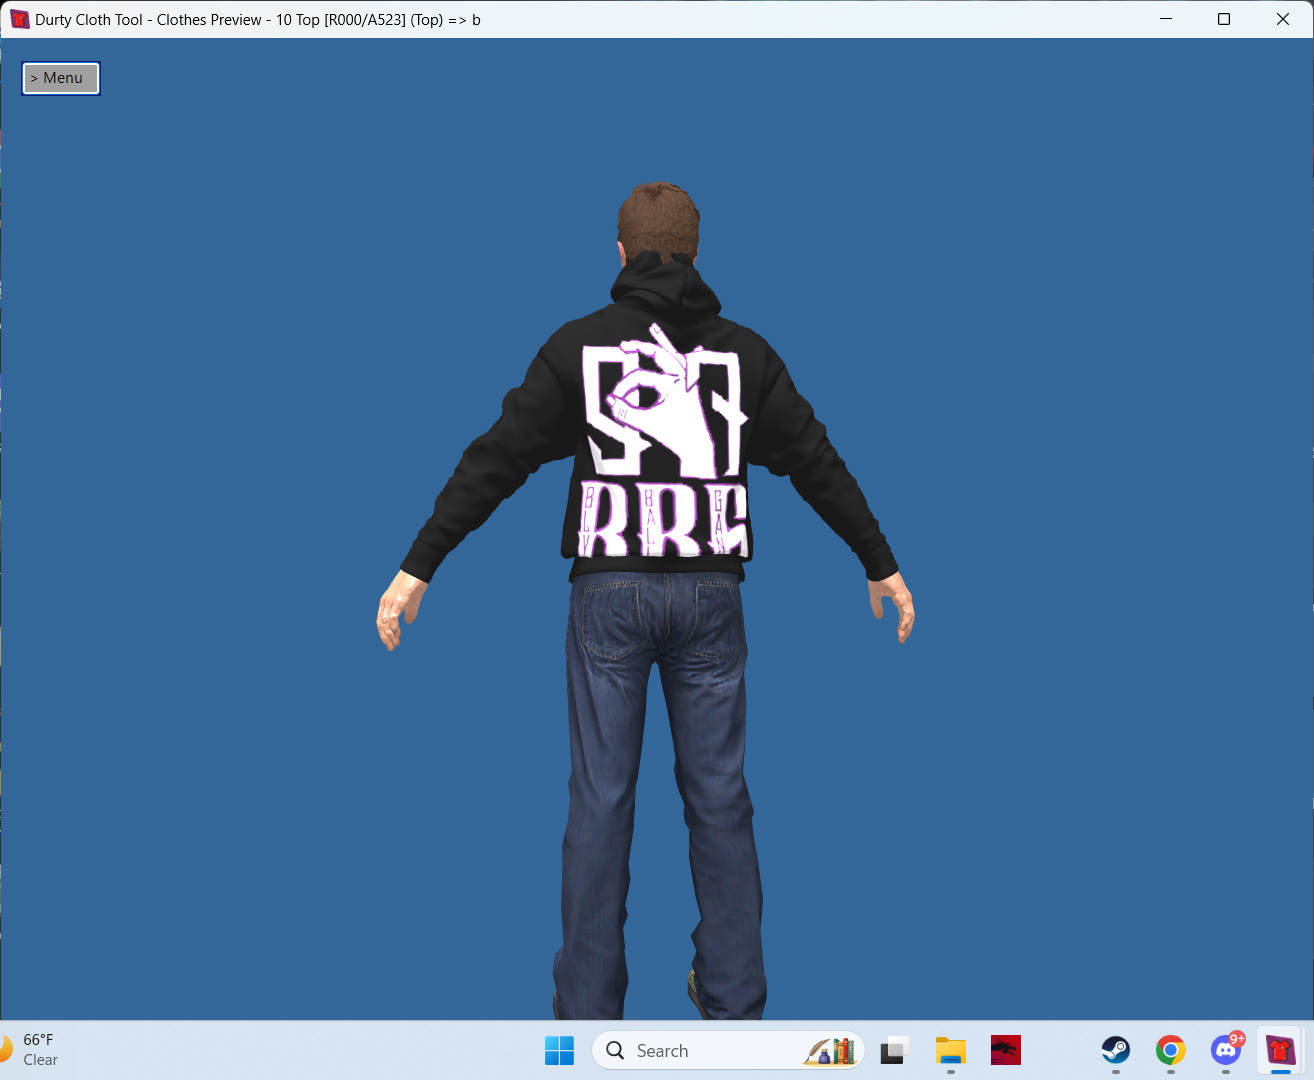 Durty Cloth Tool - Clothes Preview - 10 Top [R000/A523] (Top) => b
> Menu
BBG
66°F
Clear
Search
9+